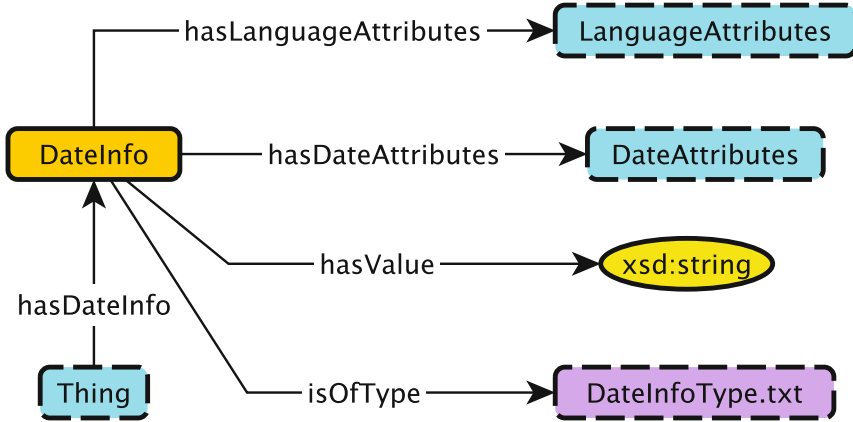 hasLanguageAttributes
LanguageAttributes
DateInfo
hasDateAttributes
DateAttributes
hasValue
xsd:string
hasDateInfo
Thing
isOfType
DateInfoType.txt